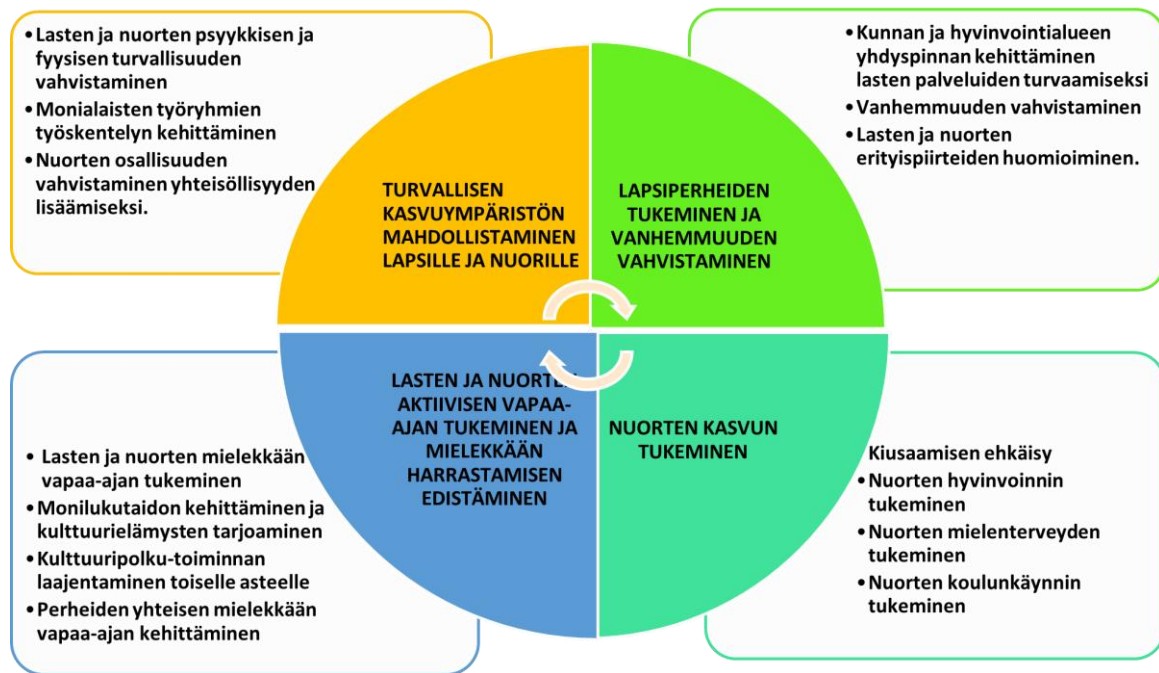 •Lasten ja nuorten psyykkisen ja
fyysisen turvallisuuden
vahvistaminen
•Monialaisten työryhmien
työskentelyn kehittäminen
•Nuorten osallisuuden
vahvistaminen yhteisöllisyyden
lisäämiseksi.
TURVALLISEN
KASVUYMPÄRISTÖN
MAHDOLLISTAMINEN
LAPSILLE JA NUORILLE
•Kunnan ja hyvinvointialueen
yhdyspinnan kehittäminen
lasten palveluiden turvaamiseksi
•Vanhemmuuden vahvistaminen
•Lasten ja nuorten
erityispiirteiden huomioiminen.
LAPSIPERHEIDEN
TUKEMINEN JA
VANHEMMUUDEN
VAHVISTAMINEN
• Lasten ja nuorten mielekkään
vapaa-ajan tukeminen
•Monilukutaidon kehittäminen ja
kulttuurielämysten tarjoaminen
•Kulttuuripolku-toiminnan
laajentaminen toiselle asteelle
•Perheiden yhteisen mielekkään
vapaa-ajan kehittäminen
LASTEN JA NUORTEN
AKTIIVISEN VAPAA-
AJAN TUKEMINEN JA
MIELEKKÄÄN
HARRASTAMISEN
EDISTÄMINEN
NUORTEN KASVUN
TUKEMINEN
Kiusaamisen ehkäisy
•Nuorten hyvinvoinnin
tukeminen
•Nuorten mielenterveyden
tukeminen
•Nuorten koulunkäynnin
tukeminen